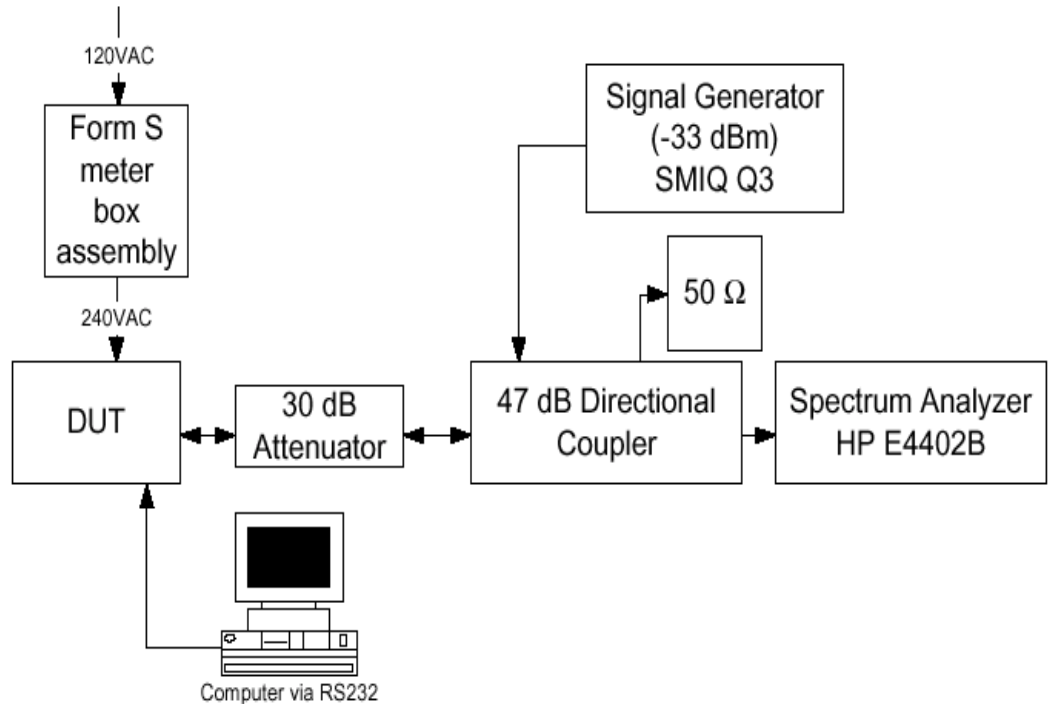 120VAC
Form S
meter
box
assembly
240VAC
DUT
30 dB
Attenuator
Signal Generator
(-33 dBm)
SMIQ Q3
50 Ω
47 dB Directional
Coupler
Spectrum Analyzer
HP E4402B
Computer via RS232